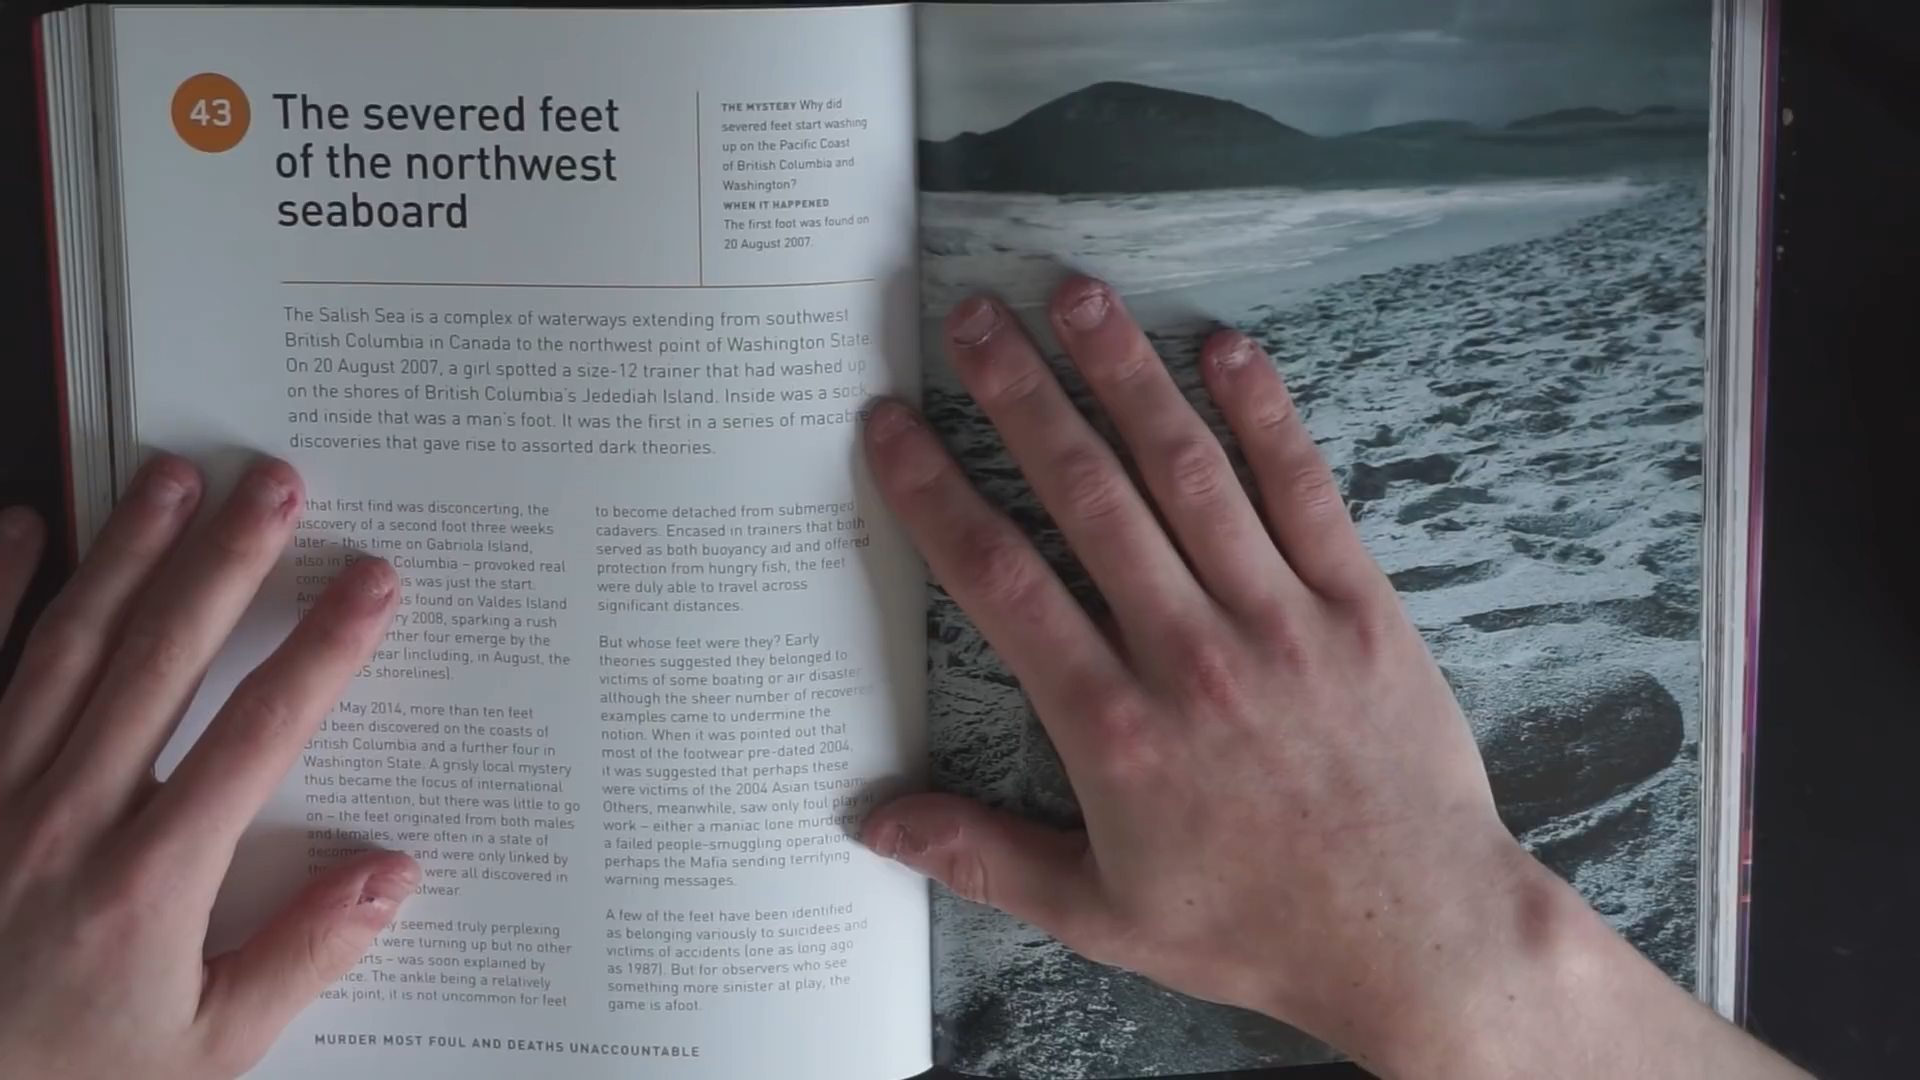 43
The severed feet
of the northwest
seaboard
THE MYSTERY Why did
severed feet start washing
up on the Pacific Coast
of British Columbia and
Washington?
WHEN IT HAPPENED
The first foot was found on
20 August 2007.
The Salish Sea is a complex of waterways extending from southwest
British Columbia in Canada to the northwest point of Washington State.
On 20 August 2007, a girl spotted a size-12 trainer that had washed up
on the shores of British Columbia's Jedediah Island. Inside was a sock,
and inside that was a man's foot. It was the first in a series of macabre
discoveries that gave rise to assorted dark theories.
that first find was disconcerting, the
discovery of a second foot three weeks
later – this time on Gabriola Island,
also in Columbia – provoked real
is was just the start.
found on Valdes Island
2008, sparking a rush
four emerge by the
year (including, in August, the
shorelines).
May 2014, more than ten feet
been discovered on the coasts of
British Columbia and a further four in
Washington State. A grisly local mystery
thus became the focus of international
media attention, but there was little to go
on – the feet originated from both males
and females, were often in a state of
and were only linked by
were all discovered in
seemed truly perplexing
were turning up but no other
– was soon explained by
The ankle being a relatively
weak joint, it is not uncommon for feet
to become detached from submerged
cadavers. Encased in trainers that both
served as both buoyancy aid and offered
protection from hungry fish, the feet
were duly able to travel across
significant distances.
But whose feet were they? Early
theories suggested they belonged to
victims of some boating or air disaster
although the sheer number of recovered
examples came to undermine the
notion. When it was pointed out that
most of the footwear pre-dated 2004,
it was suggested that perhaps these
were victims of the 2004 Asian tsunami.
Others, meanwhile, saw only foul play at
work – either a maniac lone murderer,
a failed people-smuggling operation
perhaps the Mafia sending terrifying
warning messages.
A few of the feet have been identified
as belonging variously to suicidees and
victims of accidents (one as long ago
as 1987). But for observers who see
something more sinister at play, the
game is afoot.
MURDER MOST FOUL AND DEATHS UNACCOUNTABLE